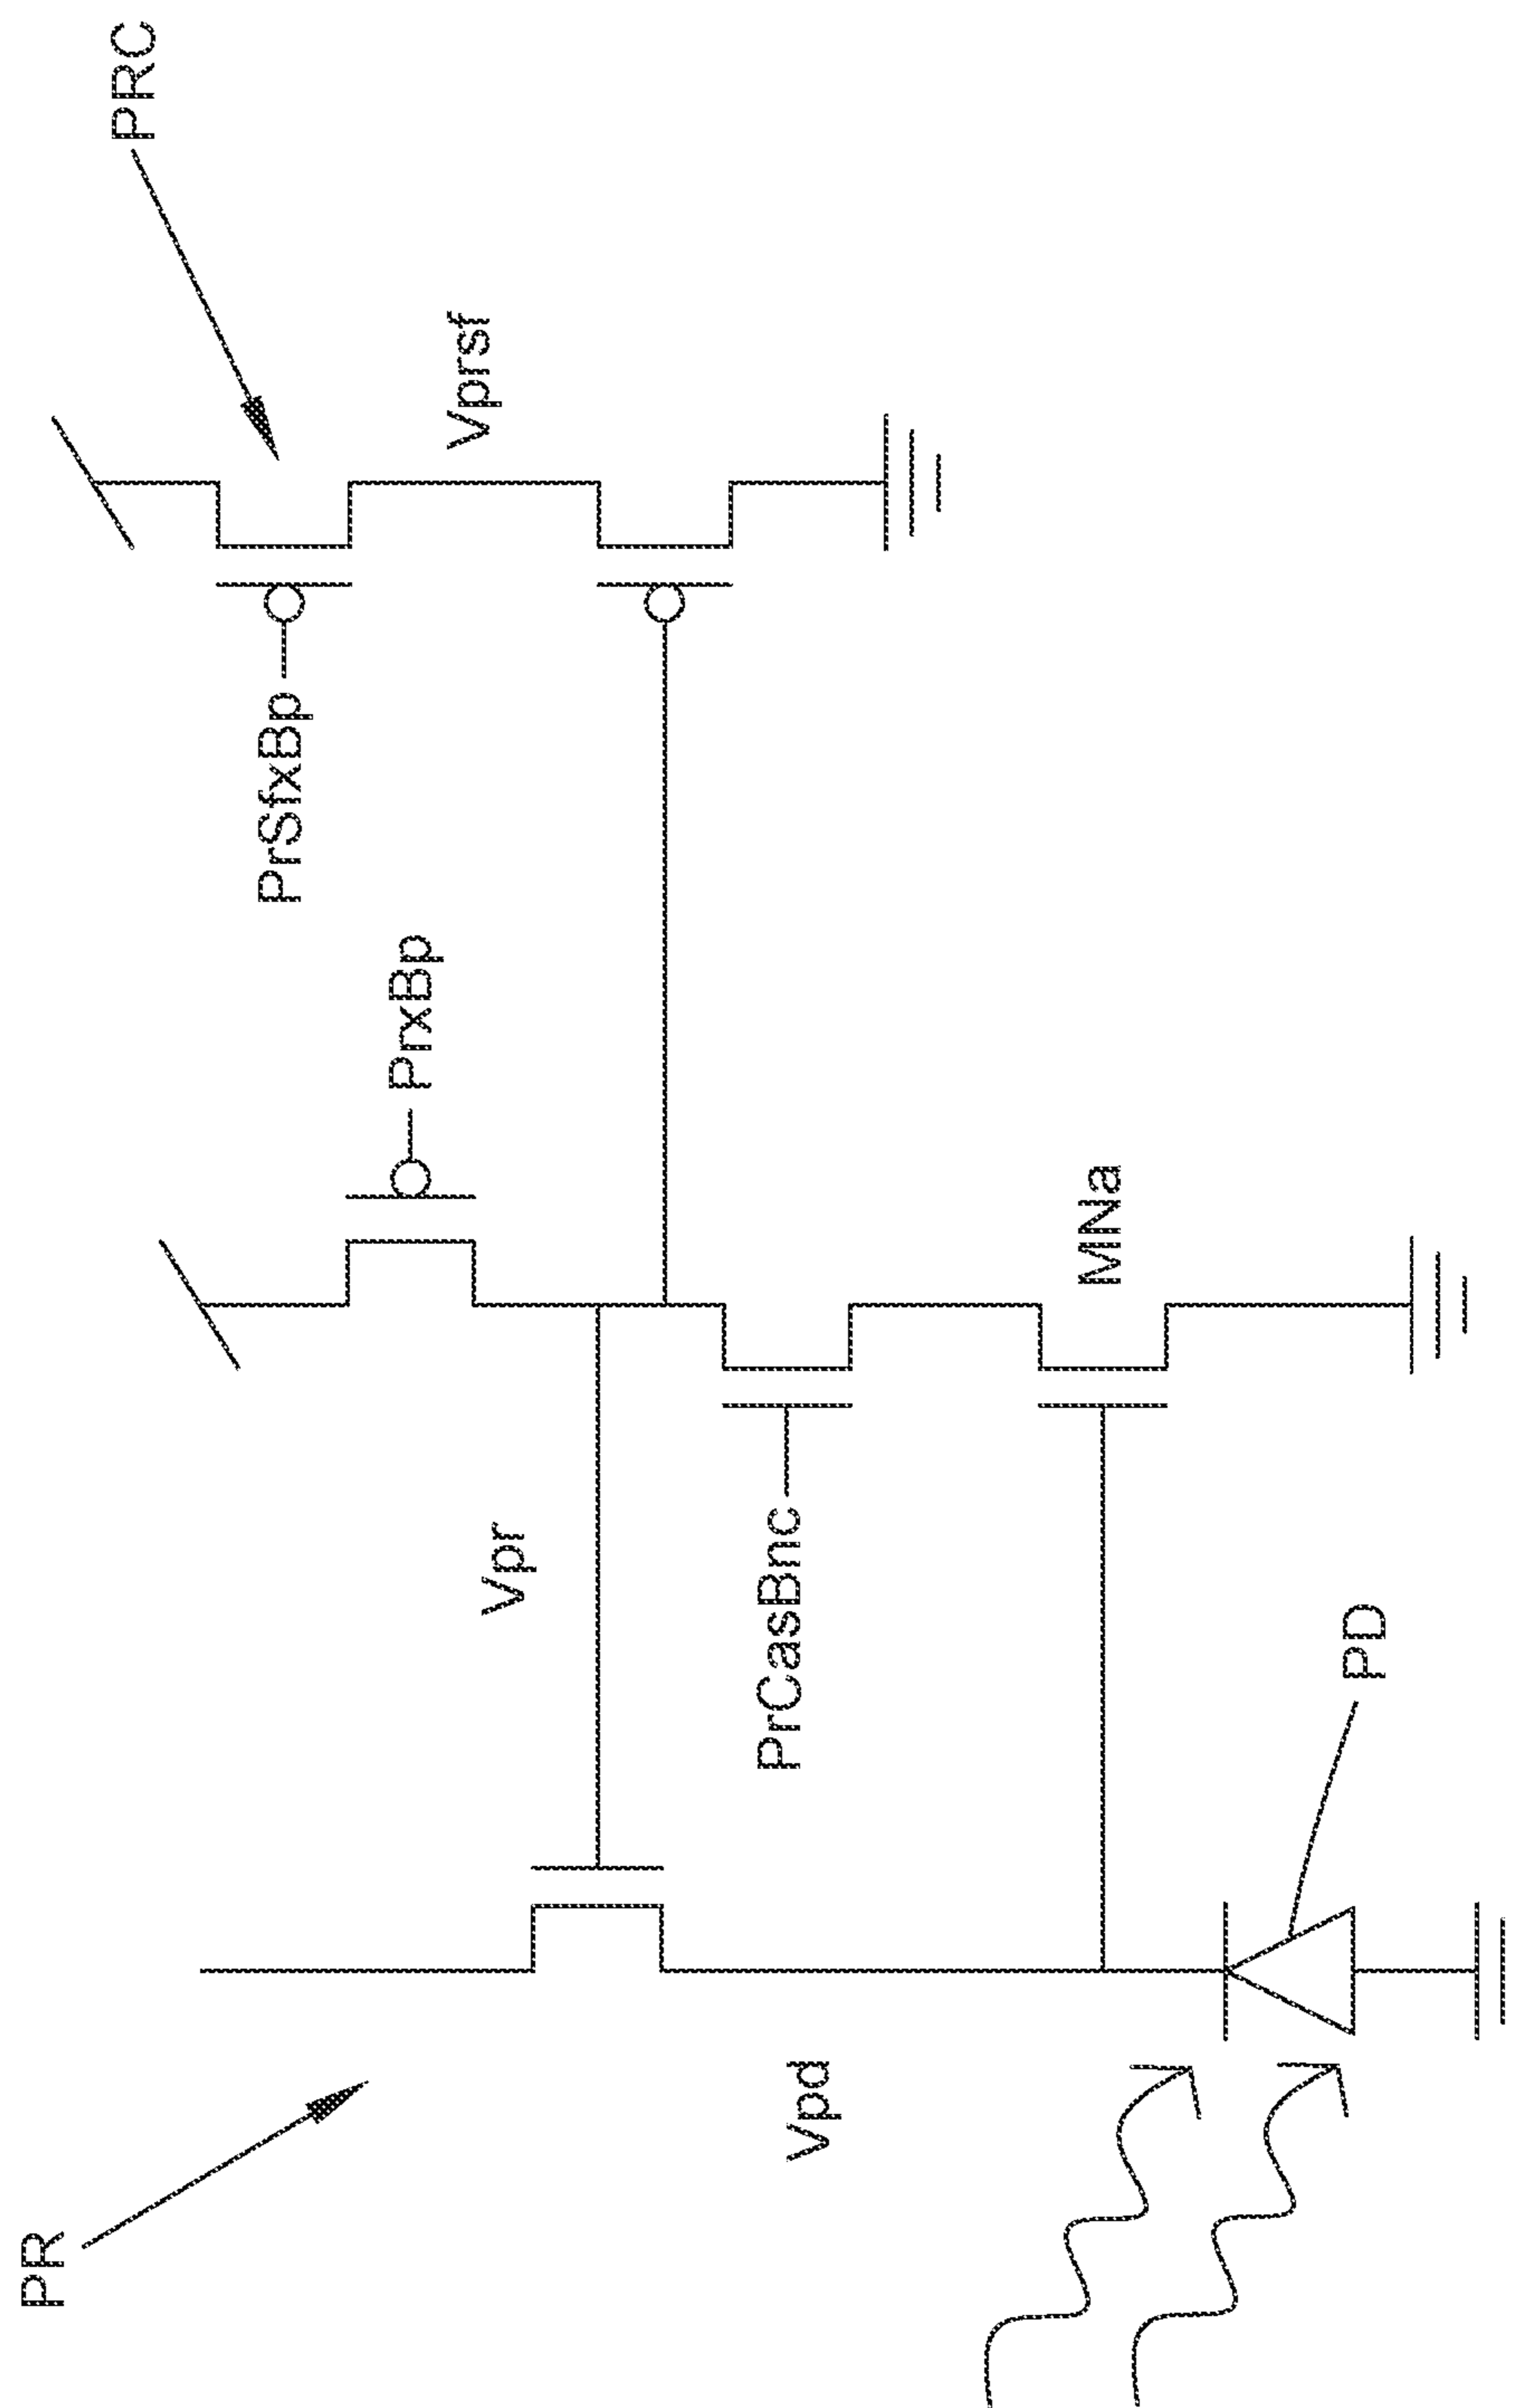 PR
PRC
PrSfxBp
Vprsf
PrxBp
Vpr
PrCasBnc
Vpd
MNa
PD